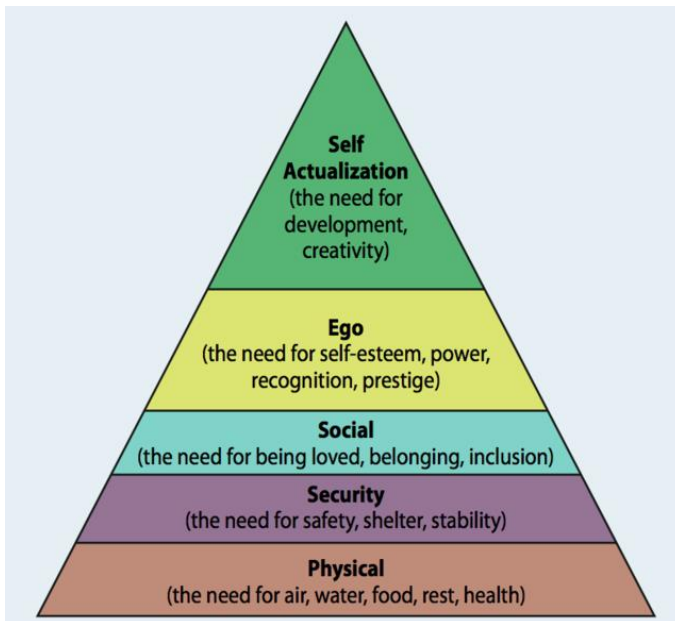 Self
Actualization
(the need for
development,
creativity)
Ego
(the need for self-esteem, power,
recognition, prestige)
Social
(the need for being loved, belonging, inclusion)
Security
(the need for safety, shelter, stability)
Physical
(the need for air, water, food, rest, health)